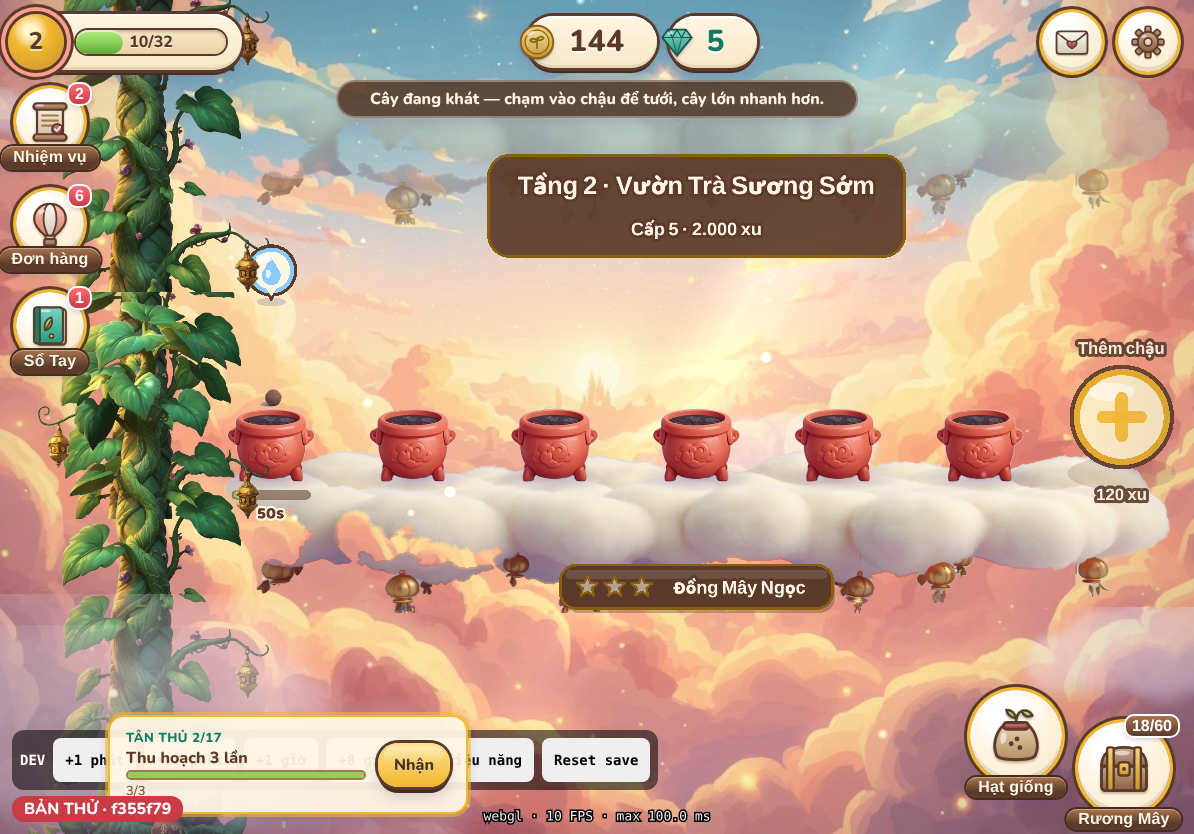 2
10/32
144
5
Cây đang khát — chạm vào chậu để tưới, cây lớn nhanh hơn.
2
Nhiệm vụ
Tầng 2 · Vườn Trà Sương Sớm
Cấp 5 · 2.000 xu
6
Đơn hàng
1
Sổ Tay
Thêm chậu
120 xu
50s
Đồng Mây Ngọc
TÂN THỦ 2/17
Thu hoạch 3 lần
3/3
Nhận
DEV
+1 giờ
Reset save
BẢN THỬ · f355f79
webgl · 10 FPS · max 100.0 ms
Hạt giống
18/60
Rương Mây